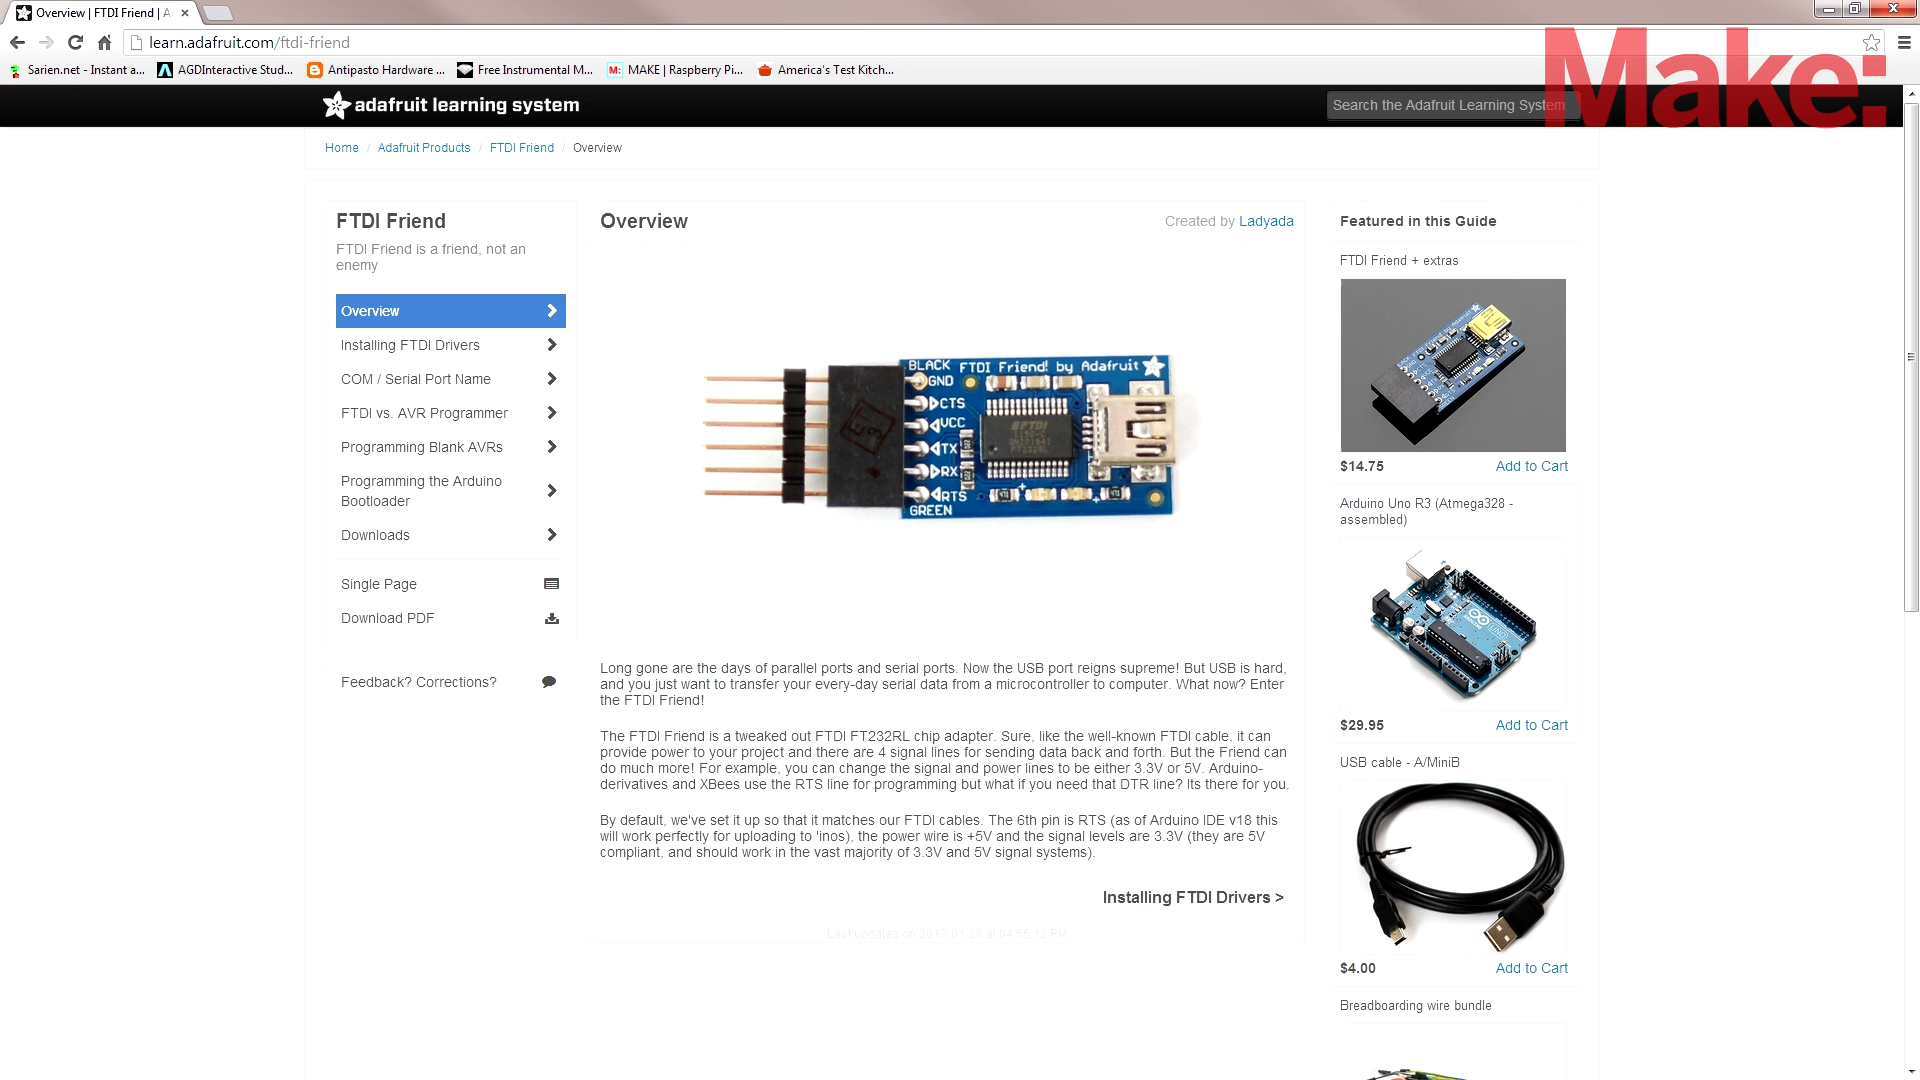 Overview | FTDI Friend | A
learn.adafruit.com/ftdi-friend
Sarien.net - Instant a... AGDInteractive Stud... Antipasto Hardware ... Free Instrumental M... MAKE | Raspberry Pi... America's Test Kitch...
Make:
adafruit learning system
Search the Adafruit Learning System
Home / Adafruit Products / FTDI Friend / Overview
FTDI Friend
FTDI Friend is a friend, not an
enemy
Overview
Installing FTDI Drivers
COM / Serial Port Name
FTDI vs. AVR Programmer
Programming Blank AVRs
Programming the Arduino
Bootloader
Downloads
Single Page
Download PDF
Feedback? Corrections?
Overview
Created by Ladyada
BLACK FTDI Friend! by Adafruit
GND
CTS
VCC
TX
RX
RTS
GREEN
FTDI
FT232RL
Long gone are the days of parallel ports and serial ports. Now the USB port reigns supreme! But USB is hard,
and you just want to transfer your every-day serial data from a microcontroller to computer. What now? Enter
the FTDI Friend!
The FTDI Friend is a tweaked out FTDI FT232RL chip adapter. Sure, like the well-known FTDI cable, it can
provide power to your project and there are 4 signal lines for sending data back and forth. But the Friend can
do much more! For example, you can change the signal and power lines to be either 3.3V or 5V. Arduino-
derivatives and XBees use the RTS line for programming but what if you need that DTR line? Its there for you.
By default, we've set it up so that it matches our FTDI cables. The 6th pin is RTS (as of Arduino IDE v18 this
will work perfectly for uploading to 'inos), the power wire is +5V and the signal levels are 3.3V (they are 5V
compliant, and should work in the vast majority of 3.3V and 5V signal systems).
Installing FTDI Drivers >
Last updated on 2013-01-28 at 04:55:12 PM
Featured in this Guide
FTDI Friend + extras
$14.75 Add to Cart
Arduino Uno R3 (Atmega328 -
assembled)
UNO
$29.95 Add to Cart
USB cable - A/MiniB
$4.00 Add to Cart
Breadboarding wire bundle